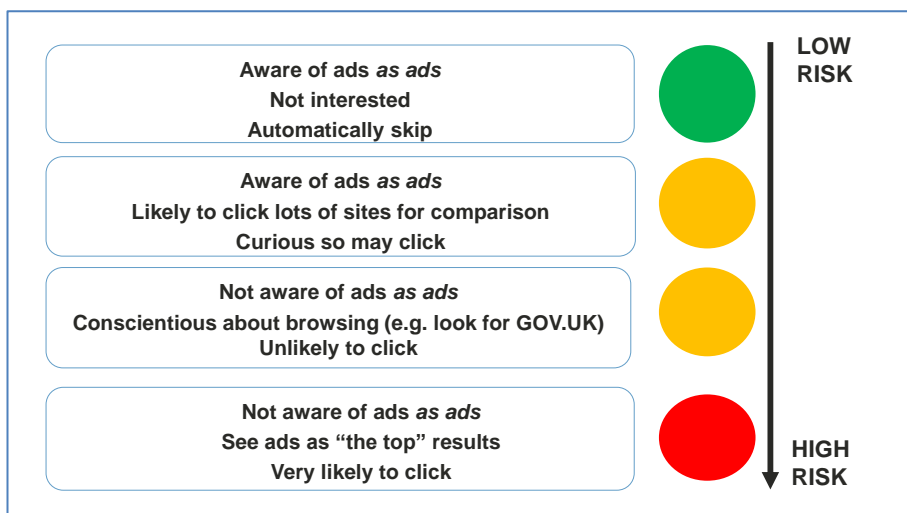 Aware of ads as ads
Not interested
Automatically skip
LOW
RISK
Aware of ads as ads
Likely to click lots of sites for comparison
Curious so may click
Not aware of ads as ads
Conscientious about browsing (e.g. look for GOV.UK)
Unlikely to click
Not aware of ads as ads
See ads as “the top” results
Very likely to click
HIGH
RISK